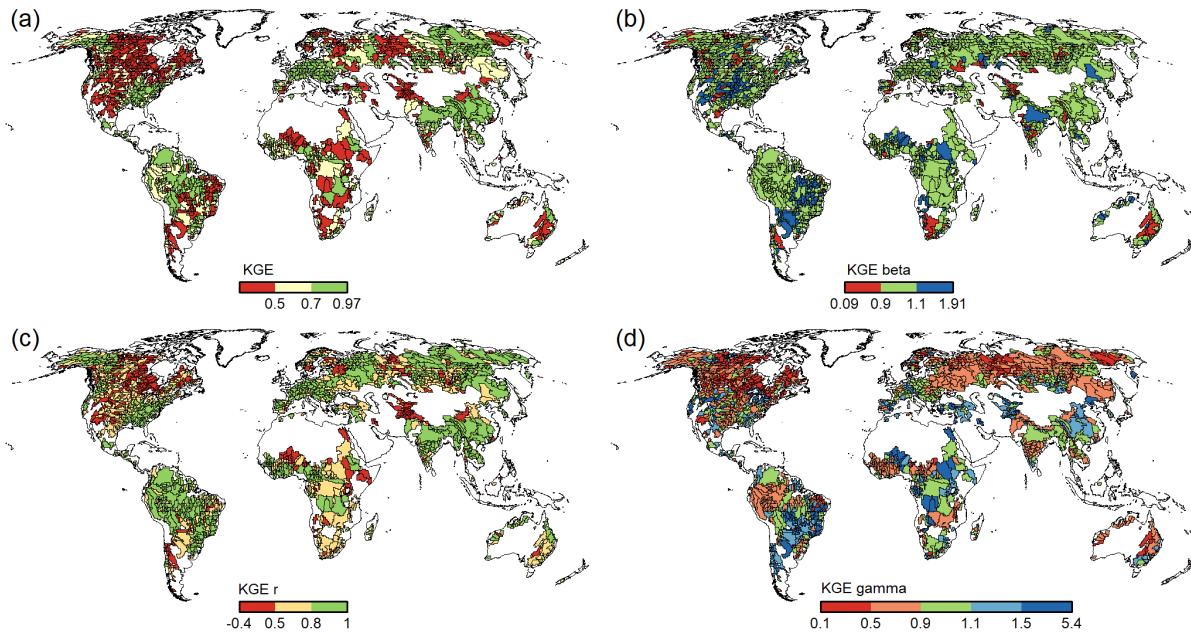 (a)
(b)
KGE
0.5 0.7 0.97
KGE beta
0.09 0.9 1.1 1.91
(c)
(d)
KGE r
-0.4 0.5 0.8 1
KGE gamma
0.1 0.5 0.9 1.1 1.5 5.4